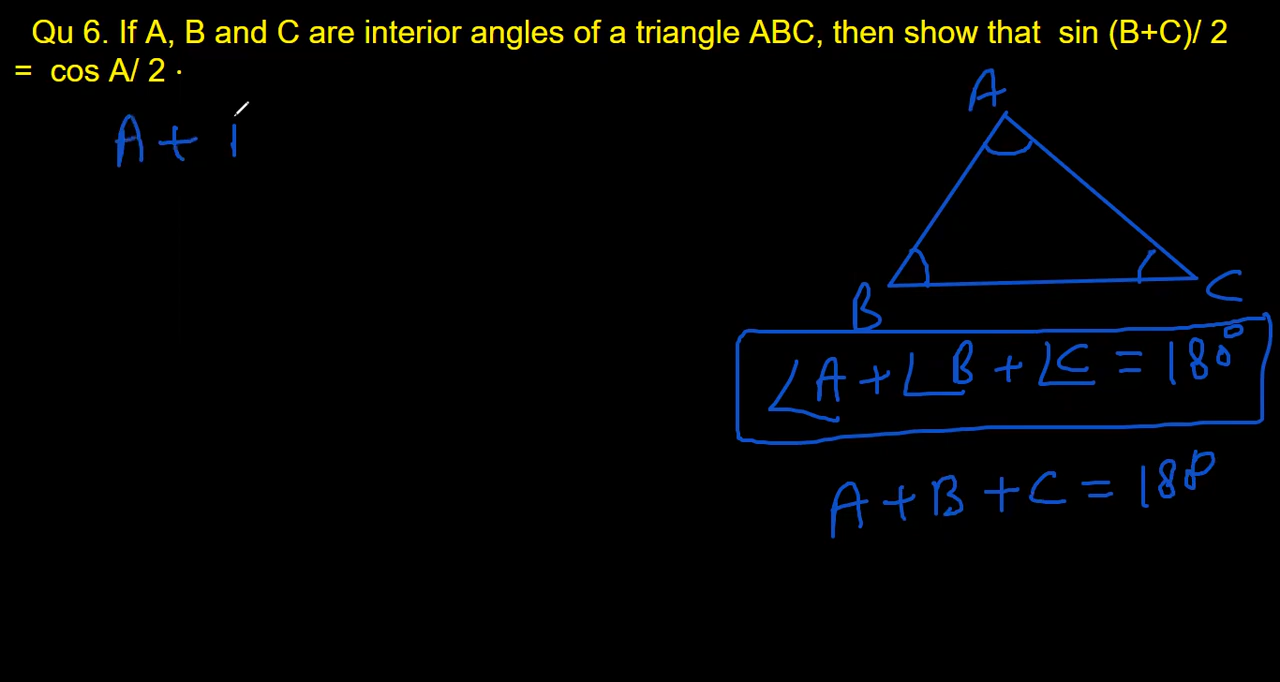 Qu 6. If A, B and C are interior angles of a triangle ABC, then show that sin (B+C)/ 2
= cos A/ 2 ·
A +
A
B
C
∠A + ∠B + ∠C = 180°
A + B + C = 180